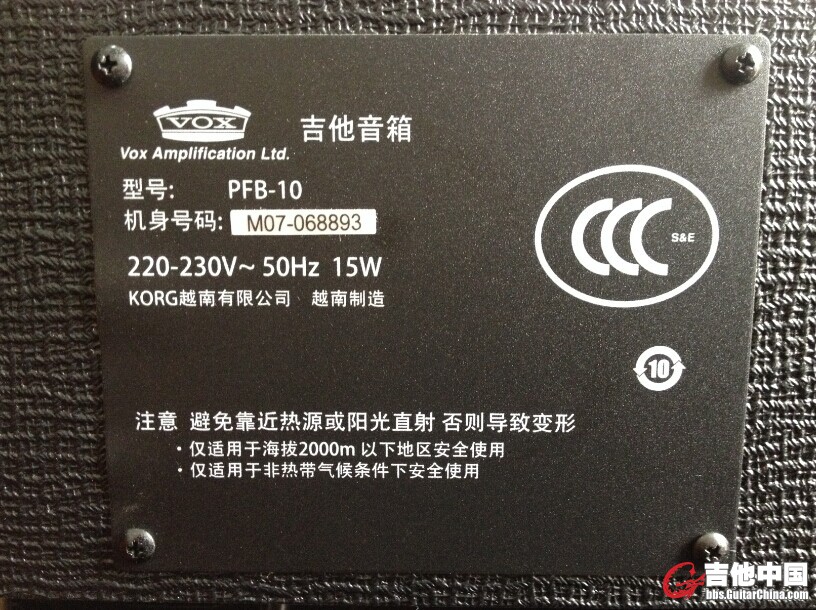 VOX
吉他音箱
Vox Amplification Ltd.
型号: PFB-10
机身号码: M07-068893
220-230V~ 50Hz 15W
KORG越南有限公司 越南制造
CCC S&E
10
注意 避免靠近热源或阳光直射 否则导致变形
·仅适用于海拔2000m 以下地区安全使用
·仅适用于非热带气候条件下安全使用
吉他中国
bbs.GuitarChina.com